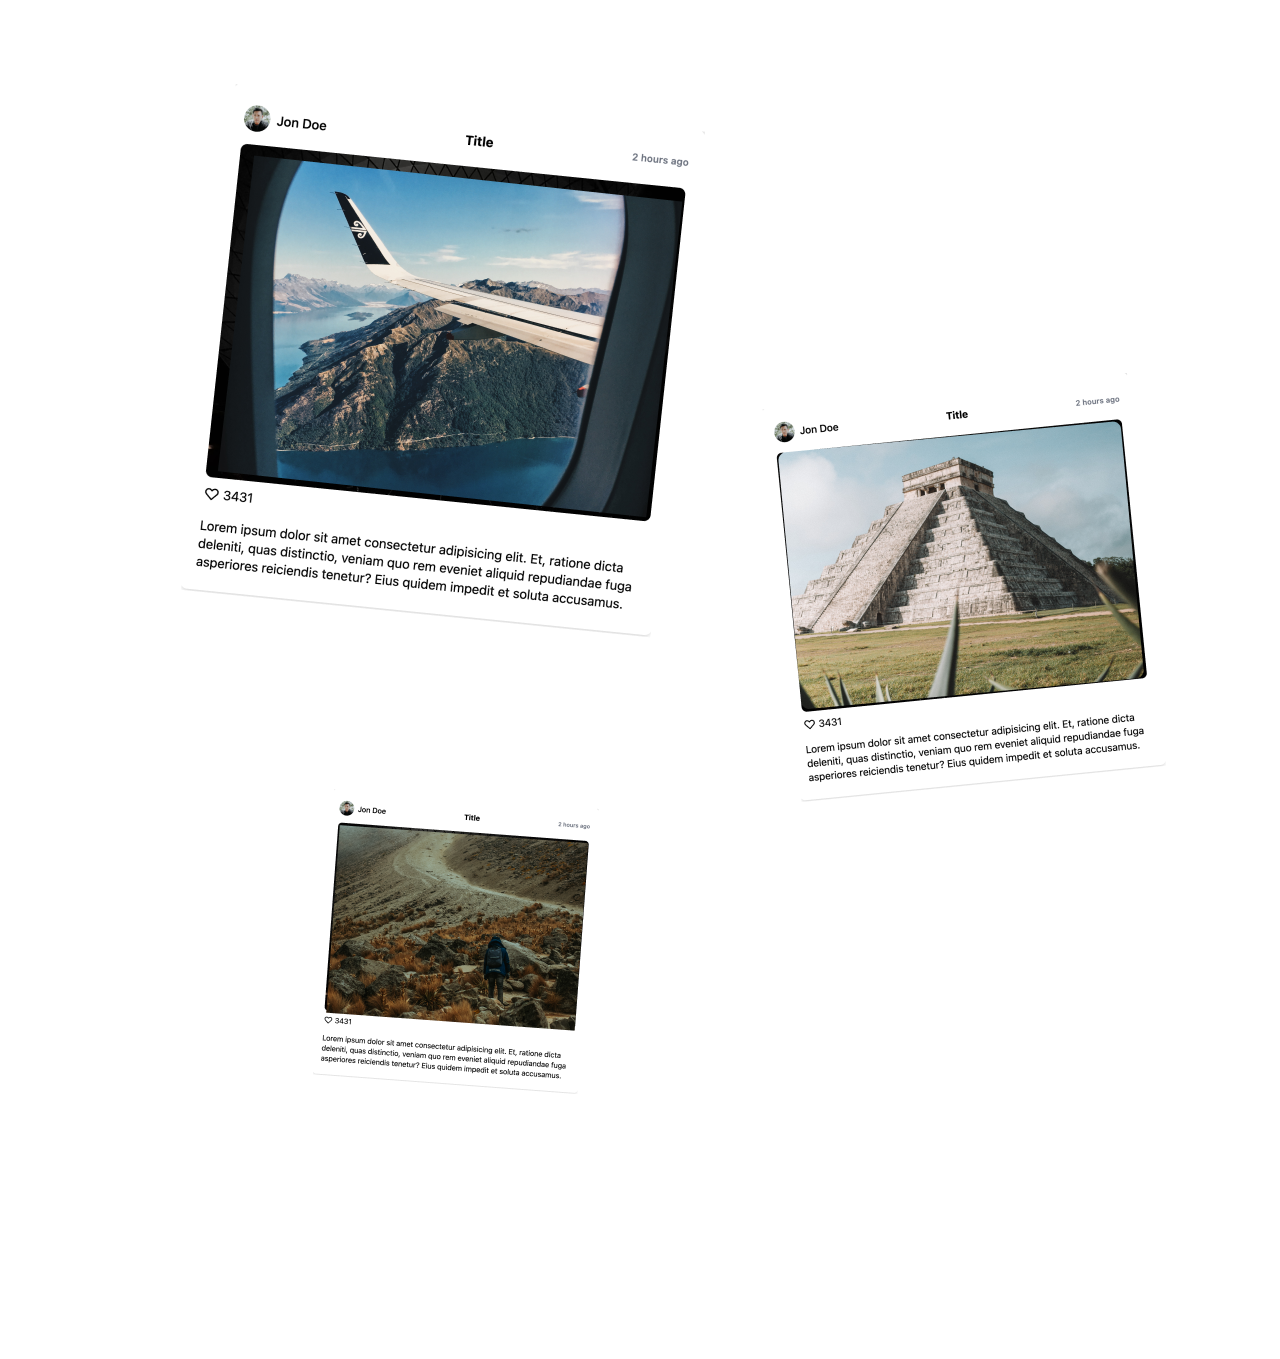 Jon Doe
Title
2 hours ago
3431
Lorem ipsum dolor sit amet consectetur adipisicing elit. Et, ratione dicta
deleniti, quas distinctio, veniam quo rem eveniet aliquid repudiandae fuga
asperiores reiciendis tenetur? Eius quidem impedit et soluta accusamus.
Jon Doe
Title
2 hours ago
3431
Lorem ipsum dolor sit amet consectetur adipisicing elit. Et, ratione dicta
deleniti, quas distinctio, veniam quo rem eveniet aliquid repudiandae fuga
asperiores reiciendis tenetur? Eius quidem impedit et soluta accusamus.
Jon Doe
Title
2 hours ago
3431
Lorem ipsum dolor sit amet consectetur adipisicing elit. Et, ratione dicta
deleniti, quas distinctio, veniam quo rem eveniet aliquid repudiandae fuga
asperiores reiciendis tenetur? Eius quidem impedit et soluta accusamus.